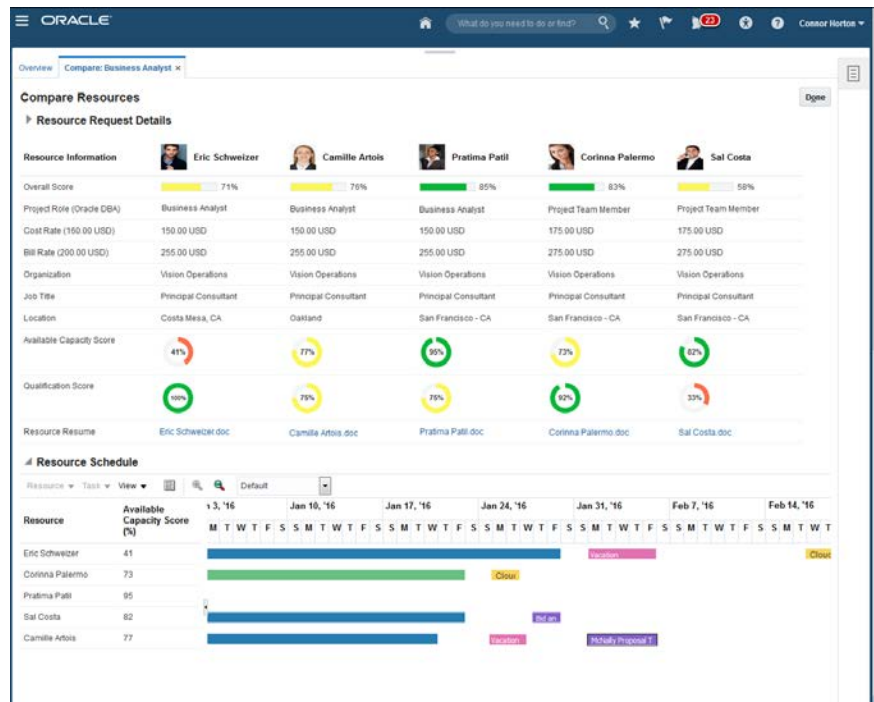 ORACLE What do you need to do or find? 23 Connor Horton
Overview Compare: Business Analyst ×
Compare Resources Done
Resource Request Details
Resource Information Eric Schweizer Camille Artois Pratima Patil Corinna Palermo Sal Costa
Overall Score 71% 76% 85% 83% 58%
Project Role (Oracle DBA) Business Analyst Business Analyst Business Analyst Project Team Member Project Team Member
Cost Rate (160.00 USD) 150.00 USD 150.00 USD 150.00 USD 175.00 USD 175.00 USD
Bill Rate (200.00 USD) 255.00 USD 255.00 USD 255.00 USD 275.00 USD 275.00 USD
Organization Vision Operations Vision Operations Vision Operations Vision Operations Vision Operations
Job Title Principal Consultant Principal Consultant Principal Consultant Principal Consultant Principal Consultant
Location Costa Mesa, CA Oakland San Francisco - CA San Francisco - CA San Francisco - CA
Available Capacity Score 41% 77% 95% 73% 82%
Qualification Score 100% 75% 75% 92% 33%
Resource Resume Eric Schweizer.doc Camille Artois.doc Pratima Patil.doc Corinna Palermo.doc Sal Costa.doc
Resource Schedule
Resource Task View Default
Resource Available Capacity Score (%) 3, '16 Jan 10, '16 Jan 17, '16 Jan 24, '16 Jan 31, '16 Feb 7, '16 Feb 14, '16
M T W T F S S M T W T F S S M T W T F S S M T W T F S S M T W T F S S M T W T F S S M T W T
Eric Schweizer 41 Vacation Clouc
Corinna Palermo 73 Clouc
Pratima Patil 95
Sal Costa 82 Bid an
Camille Artois 77 Vacation McNally Proposal T